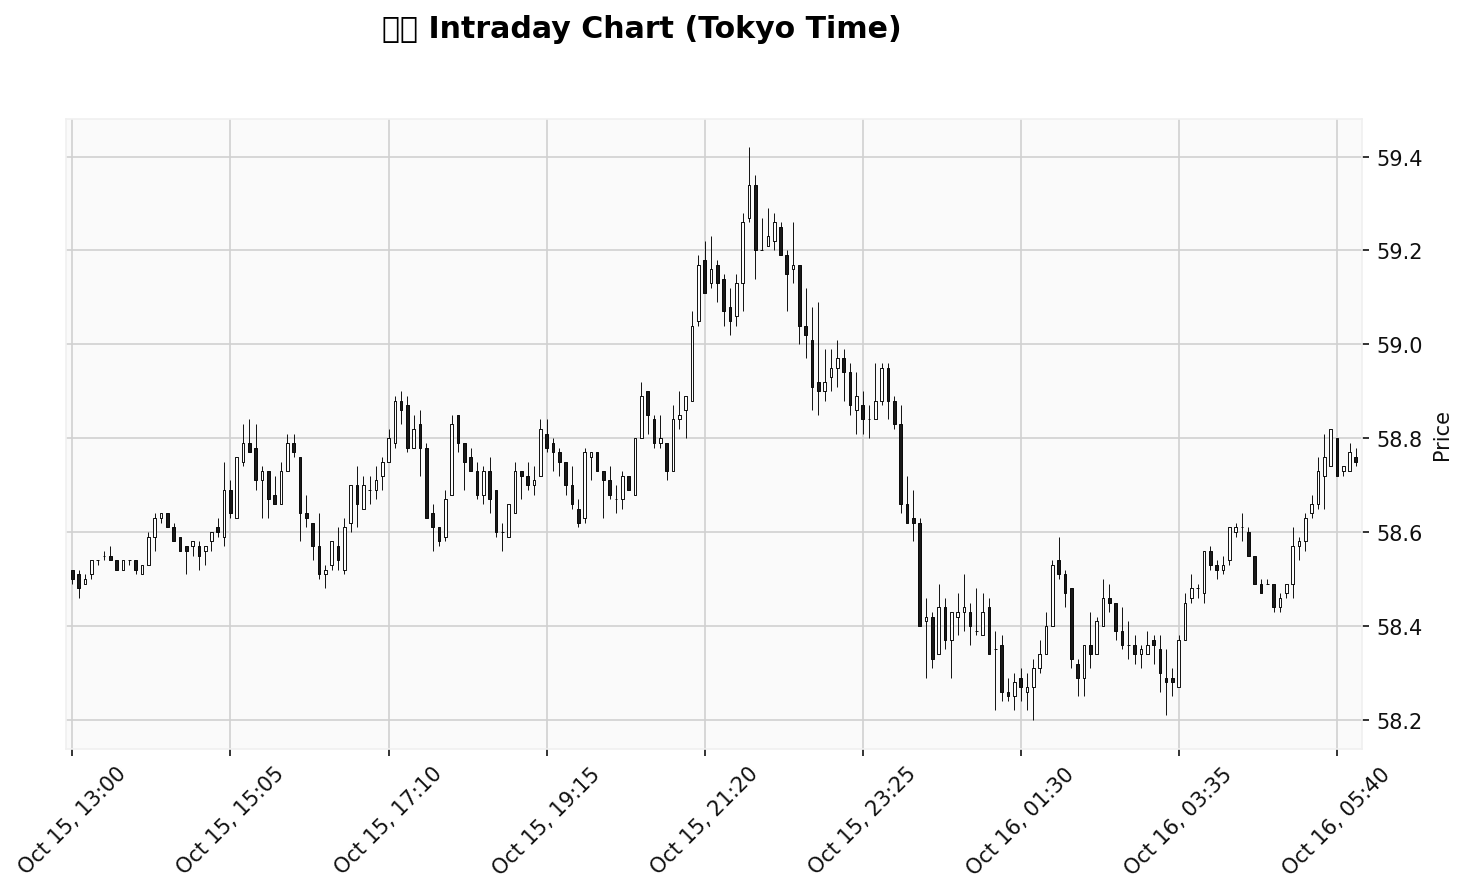 Intraday Chart (Tokyo Time)
59.4
59.2
59.0
58.8
58.6
58.4
58.2
Price
Oct 15, 13:00
Oct 15, 15:05
Oct 15, 17:10
Oct 15, 19:15
Oct 15, 21:20
Oct 15, 23:25
Oct 16, 01:30
Oct 16, 03:35
Oct 16, 05:40